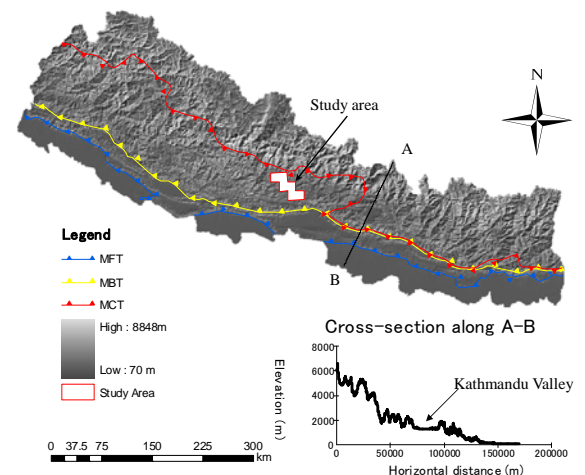 N
Study area
A
B
Legend
MFT
MBT
MCT
High : 8848m
Low : 70 m
Study Area
0 37.5 75 150 225 300
km
Cross-section along A-B
Elevation (m)
8000
6000
4000
2000
0
Kathmandu Valley
0 50000 100000 150000 200000
Horizontal distance (m)